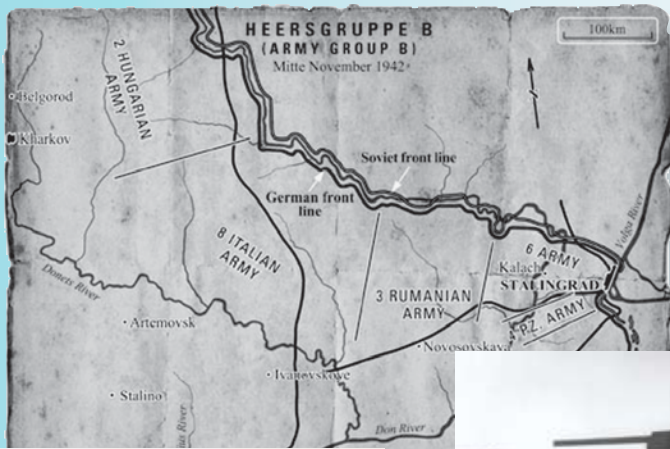 HEERSGRUPPE B
(ARMY GROUP B)
Mitte November 1942
100km
2 HUNGARIAN
ARMY
Belgorod
Kharkov
Soviet front line
German front
line
8 ITALIAN
ARMY
Volga River
6 ARMY
Kalach
STALINGRAD
3 RUMANIAN
ARMY
PZ. ARMY
Donets River
Artemovsk
Novosovskaya
Ivanovskoye
Stalino
Don River
River